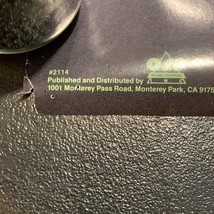 #2114
Published and Distributed by
1001 Monterey Pass Road, Monterey Park, CA 9175